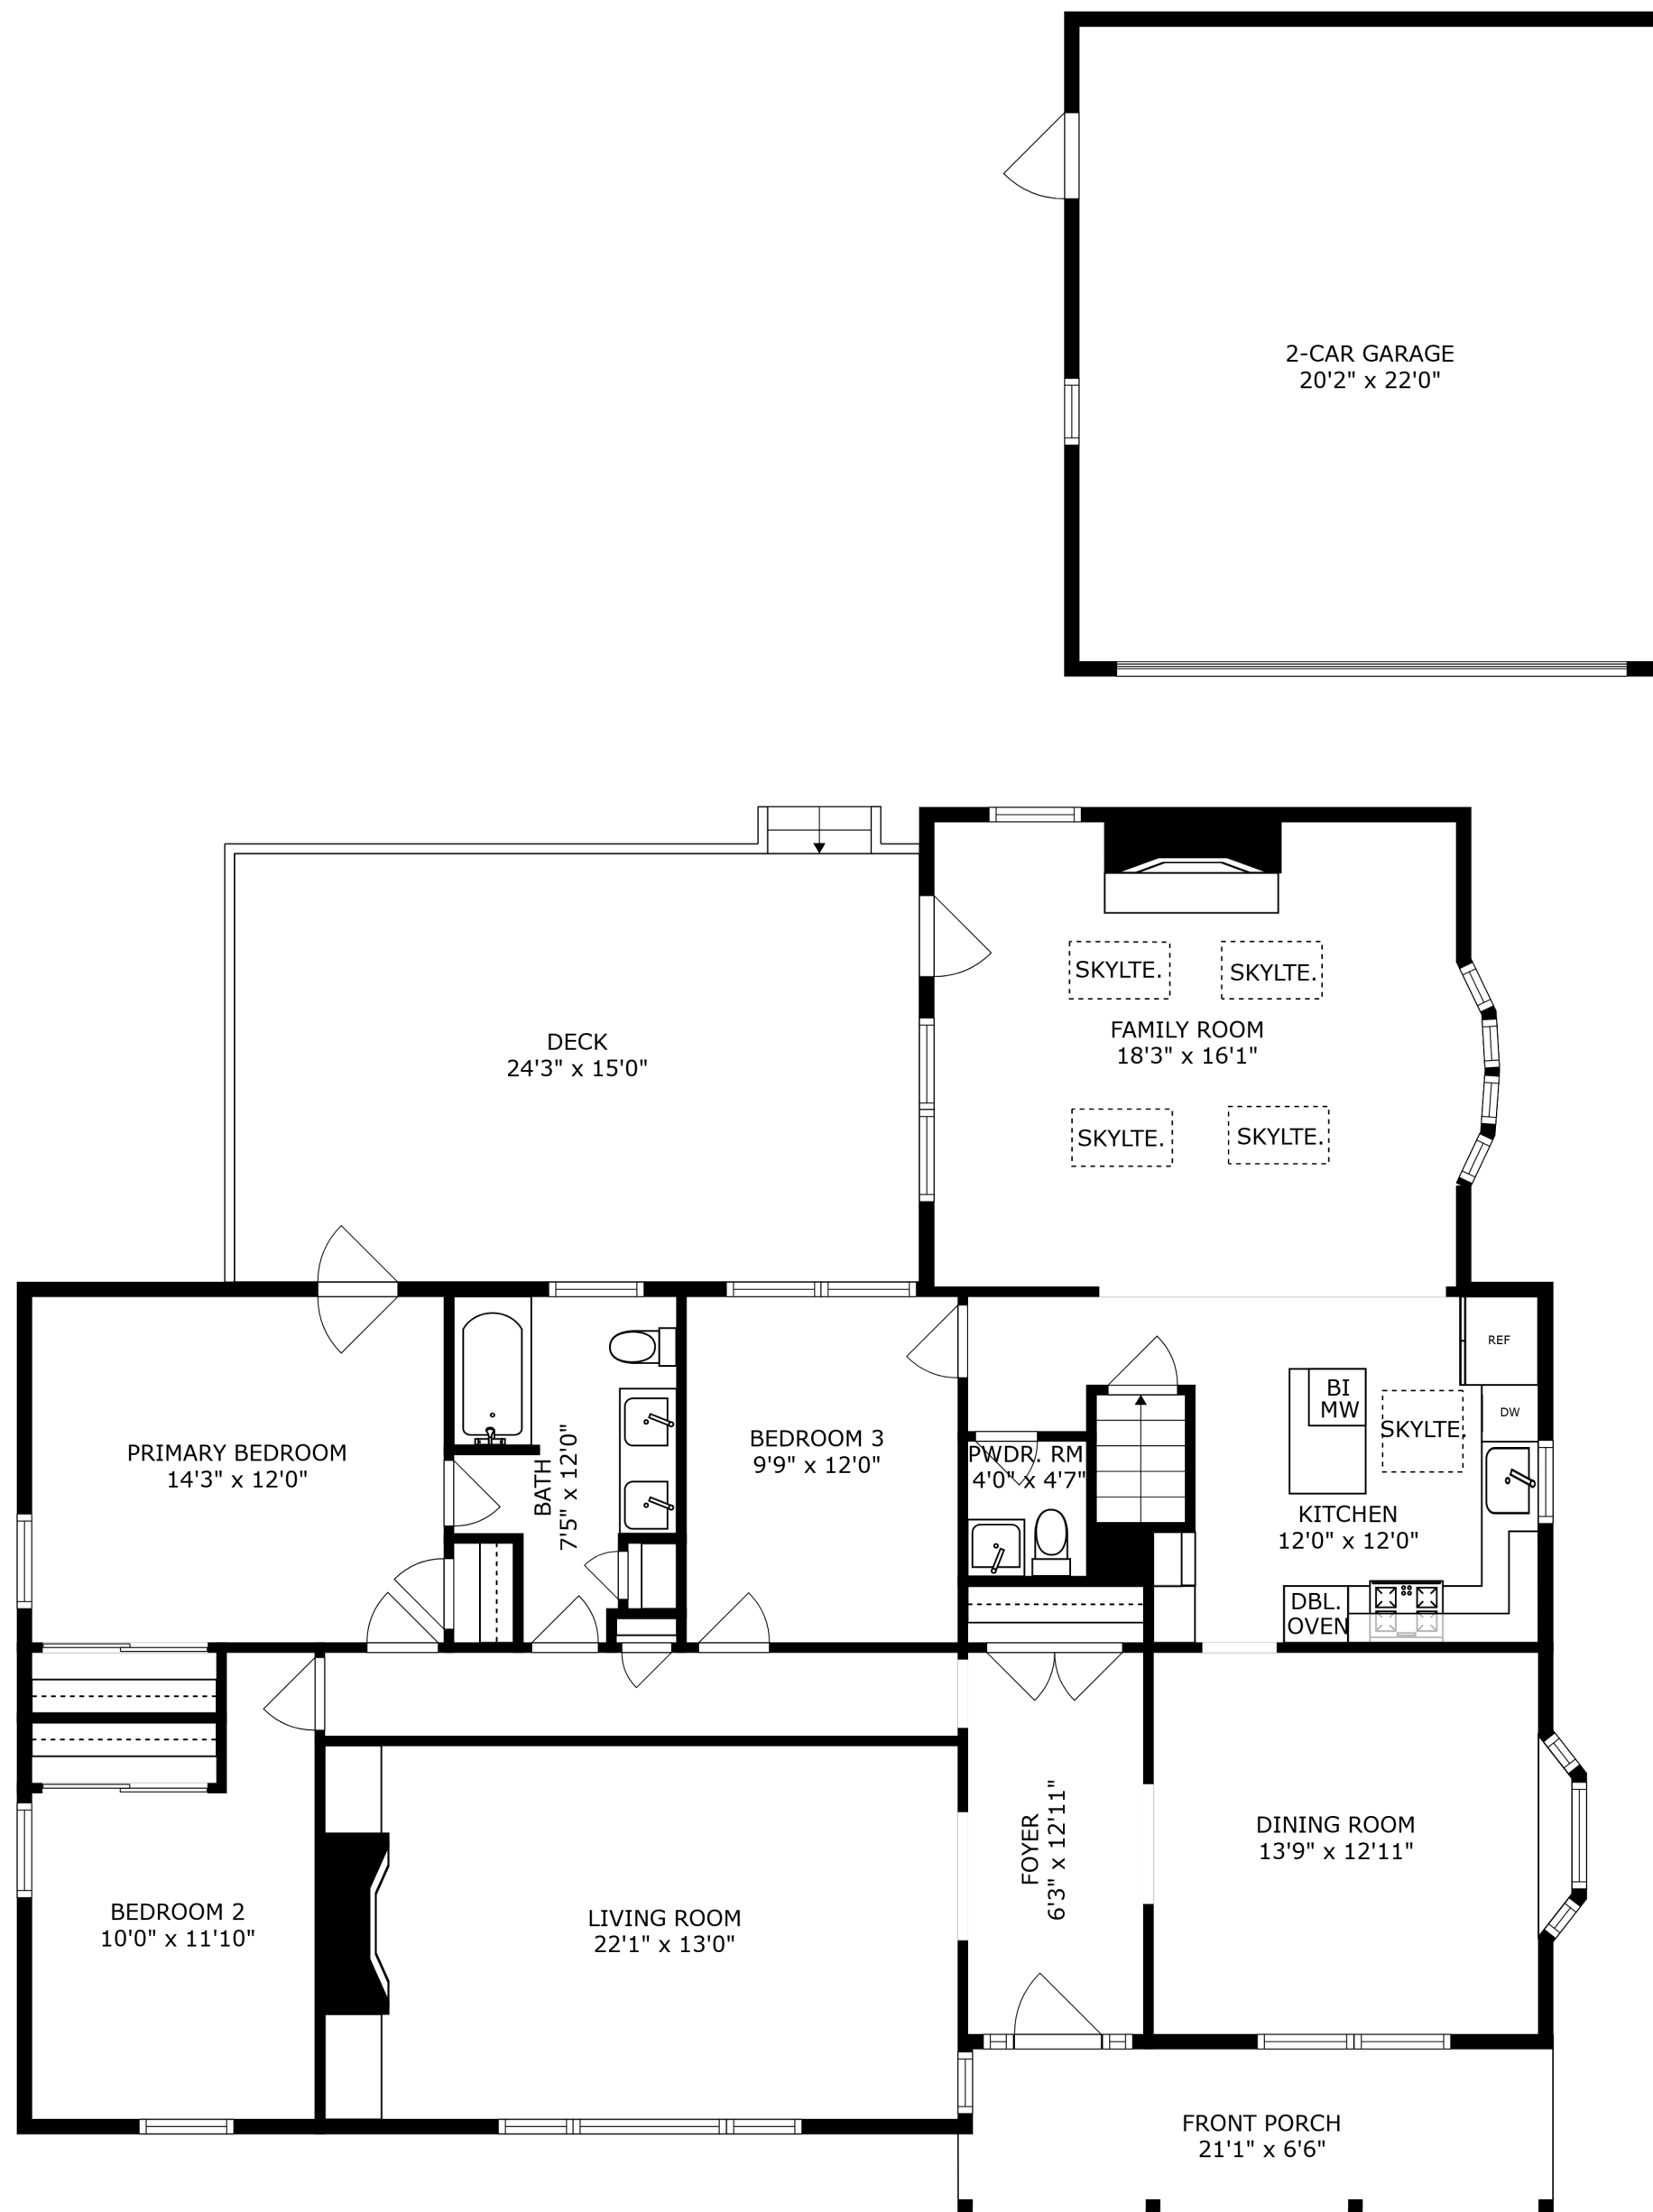 2-CAR GARAGE
20'2" x 22'0"
SKYLTE.
SKYLTE.
FAMILY ROOM
18'3" x 16'1"
DECK
24'3" x 15'0"
SKYLTE.
SKYLTE.
REF
BI
MW
DW
SKYLTE.
PRIMARY BEDROOM
14'3" x 12'0"
BATH
7'5" x 12'0"
BEDROOM 3
9'9" x 12'0"
PWDR. RM
4'0" x 4'7"
KITCHEN
12'0" x 12'0"
DBL.
OVEN
FOYER
6'3" x 12'11"
DINING ROOM
13'9" x 12'11"
BEDROOM 2
10'0" x 11'10"
LIVING ROOM
22'1" x 13'0"
FRONT PORCH
21'1" x 6'6"